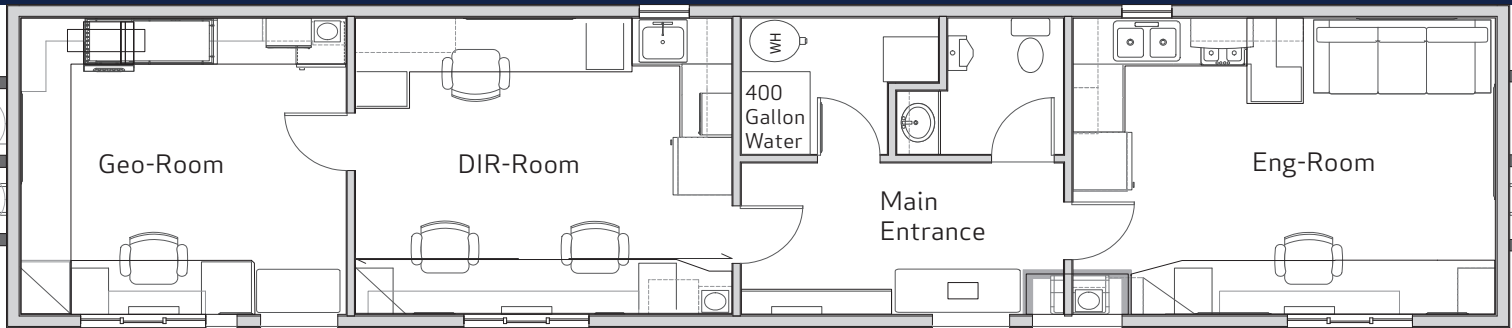 WH
400
Gallon
Water
Geo-Room
DIR-Room
Eng-Room
Main
Entrance